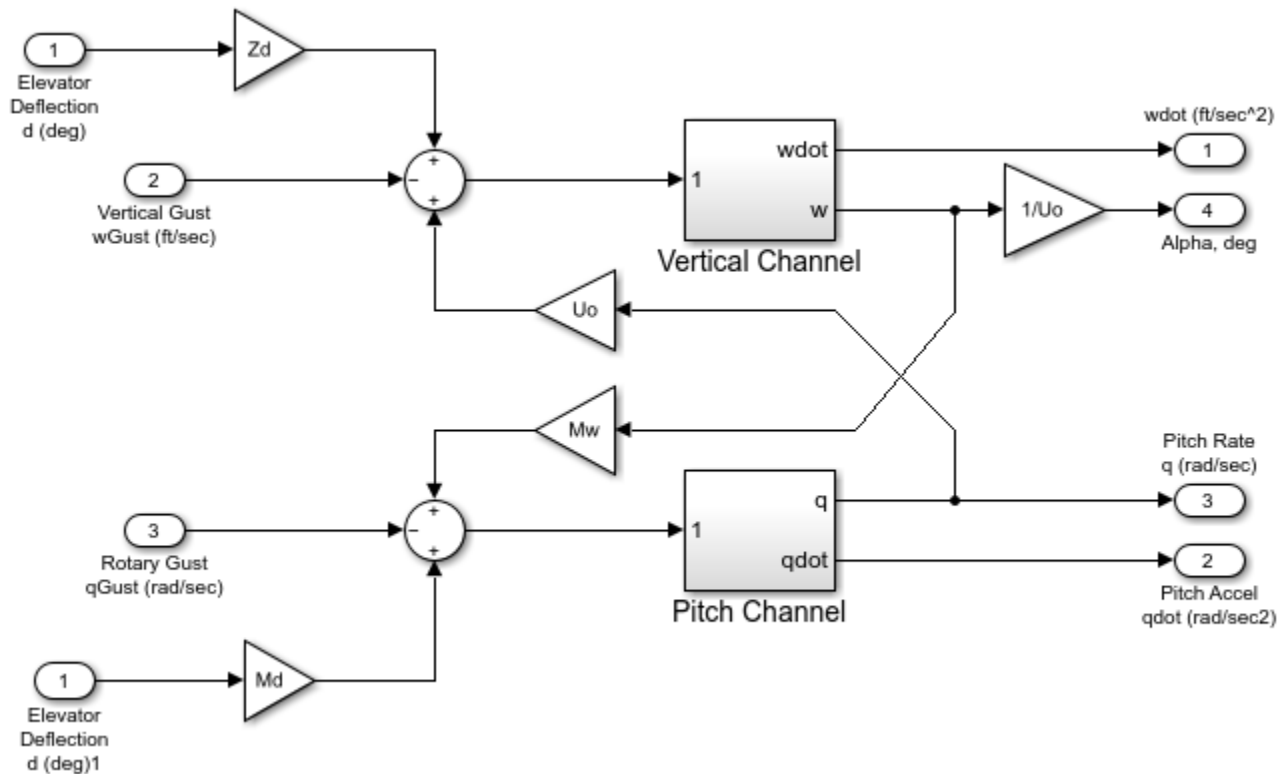 1
Elevator
Deflection
d (deg)
Zd
+
−
+
2
Vertical Gust
wGust (ft/sec)
1
wdot
w
Vertical Channel
wdot (ft/sec^2)
1
1/Uo
4
Alpha, deg
Uo
Mw
+
−
+
3
Rotary Gust
qGust (rad/sec)
1
q
qdot
Pitch Channel
Pitch Rate
q (rad/sec)
3
2
Pitch Accel
qdot (rad/sec2)
1
Elevator
Deflection
d (deg)1
Md